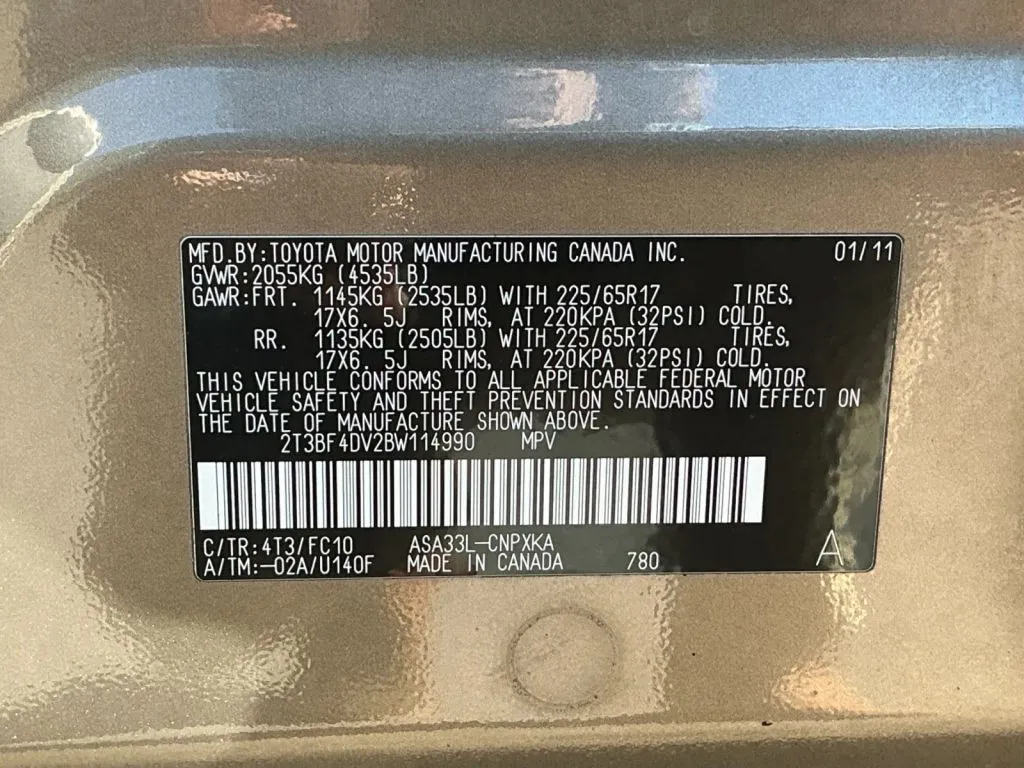 MFD.BY:TOYOTA MOTOR MANUFACTURING CANADA INC. 01/11
GVWR:2055KG (4535LB)
GAWR:FRT. 1145KG (2535LB) WITH 225/65R17 TIRES,
17X6. 5J RIMS, AT 220KPA (32PSI) COLD.
RR. 1135KG (2505LB) WITH 225/65R17 TIRES,
17X6. 5J RIMS, AT 220KPA (32PSI) COLD.
THIS VEHICLE CONFORMS TO ALL APPLICABLE FEDERAL MOTOR
VEHICLE SAFETY AND THEFT PREVENTION STANDARDS IN EFFECT ON
THE DATE OF MANUFACTURE SHOWN ABOVE.
2T3BF4DV2BW114990 MPV
C/TR:4T3/FC10 ASA33L-CNPXKA
A/TM:-02A/U140F MADE IN CANADA 780 A